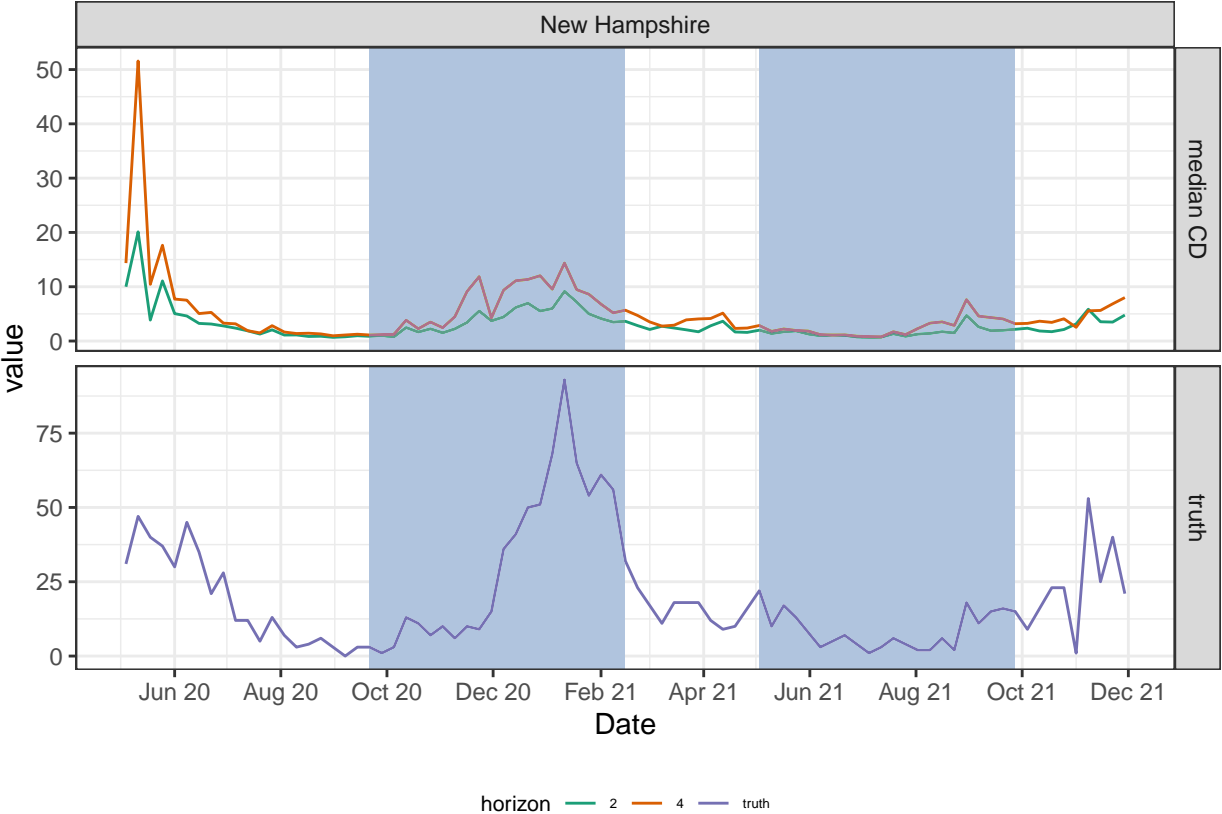 New Hampshire
50
40
30
20
10
0
median CD
value
75
50
25
0
truth
Jun 20 Aug 20 Oct 20 Dec 20 Feb 21 Apr 21 Jun 21 Aug 21 Oct 21 Dec 21
Date
horizon 2 4 truth